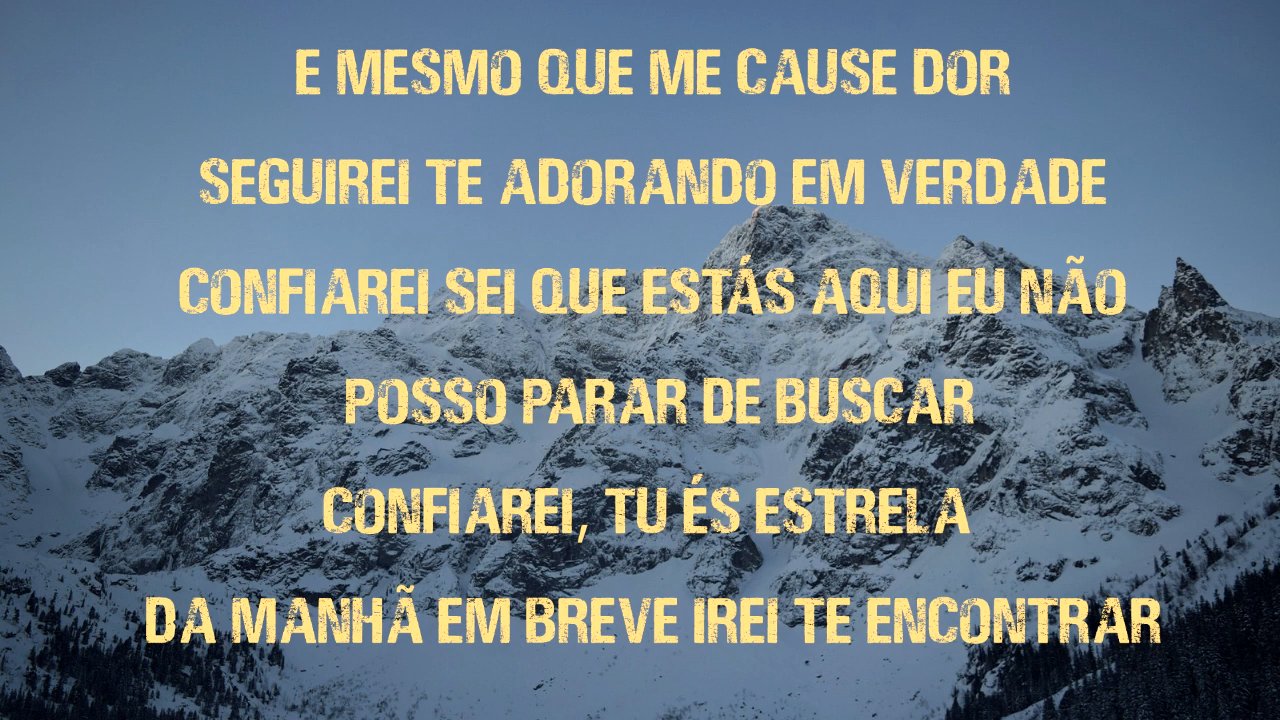 E MESMO QUE ME CAUSE DOR
SEGUIREI TE ADORANDO EM VERDADE
CONFIAREI SEI QUE ESTÁS AQUI EU NÃO
POSSO PARAR DE BUSCAR
CONFIAREI, TU ÉS ESTRELA
DA MANHÃ EM BREVE IREI TE ENCONTRAR